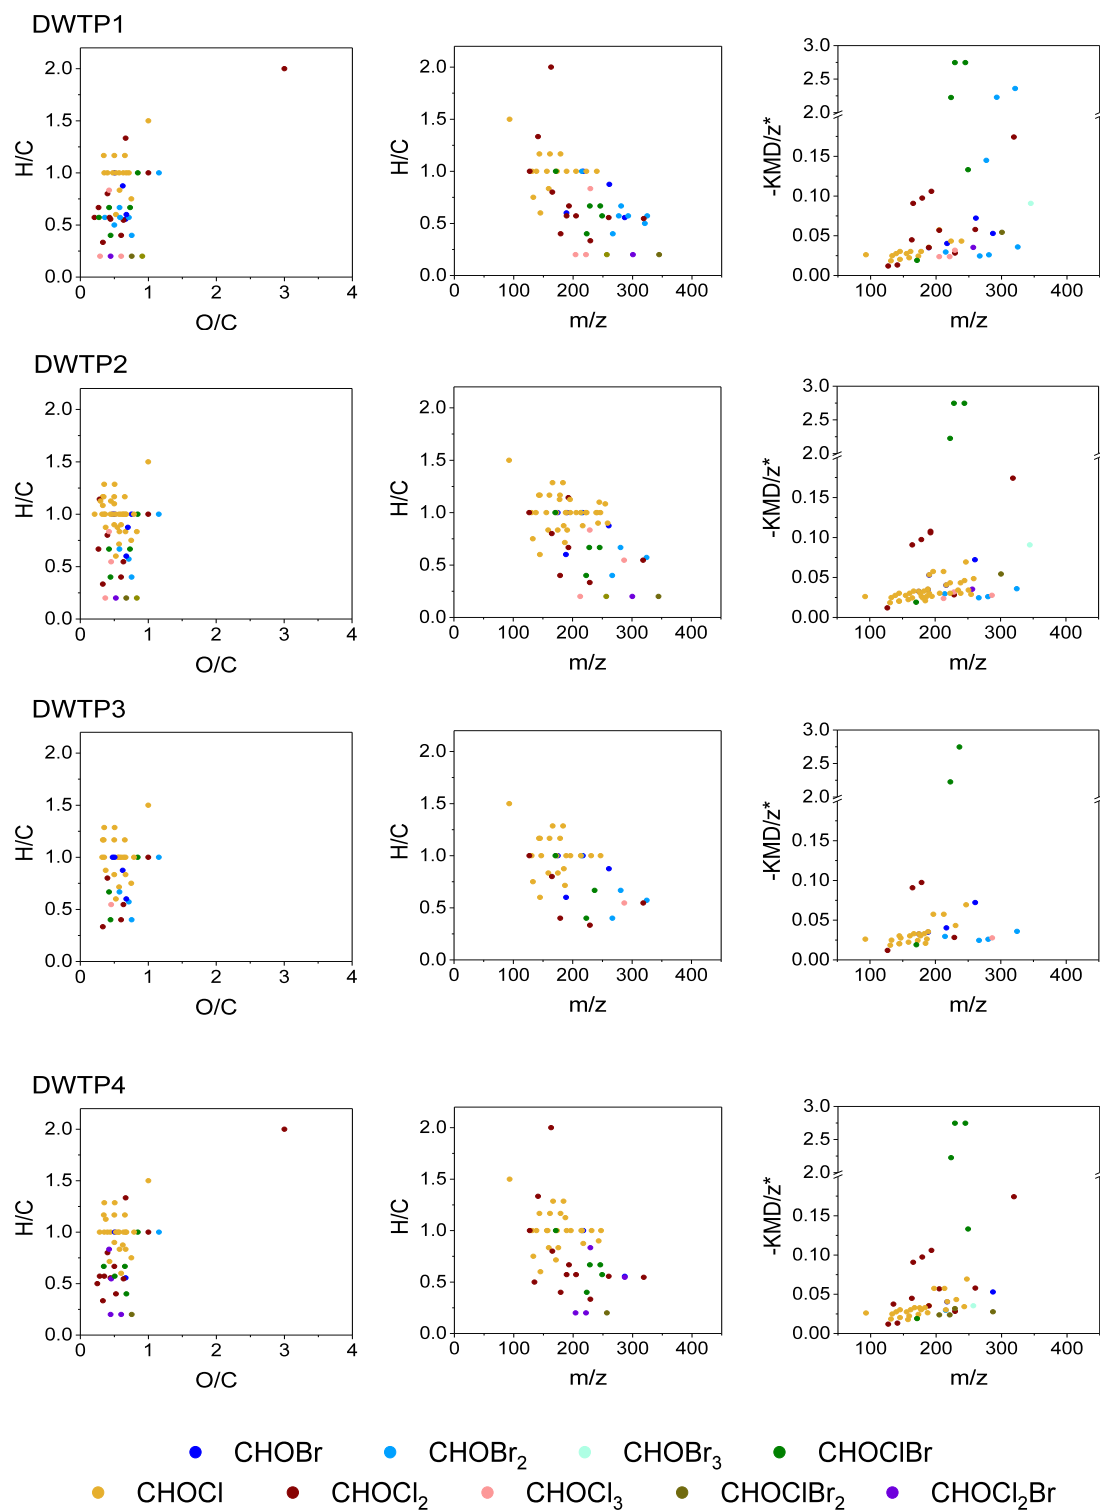 DWTP1
H/C
2.0
1.5
1.0
0.5
0.0
0 1 2 3 4
O/C
H/C
2.0
1.5
1.0
0.5
0.0
0 100 200 300 400
m/z
-KMD/z*
3.0
2.5
2.0
0.15
0.10
0.05
0.00
100 200 300 400
m/z
DWTP2
H/C
2.0
1.5
1.0
0.5
0.0
0 1 2 3 4
O/C
H/C
2.0
1.5
1.0
0.5
0.0
0 100 200 300 400
m/z
-KMD/z*
3.0
2.5
2.0
0.15
0.10
0.05
0.00
100 200 300 400
m/z
DWTP3
H/C
2.0
1.5
1.0
0.5
0.0
0 1 2 3 4
O/C
H/C
2.0
1.5
1.0
0.5
0.0
0 100 200 300 400
m/z
-KMD/z*
3.0
2.5
2.0
0.15
0.10
0.05
0.00
100 200 300 400
m/z
DWTP4
H/C
2.0
1.5
1.0
0.5
0.0
0 1 2 3 4
O/C
H/C
2.0
1.5
1.0
0.5
0.0
0 100 200 300 400
m/z
-KMD/z*
3.0
2.5
2.0
0.15
0.10
0.05
0.00
100 200 300 400
m/z
CHOBr CHOBr₂ CHOBr₃ CHOClBr
CHOCl CHOCl₂ CHOCl₃ CHOClBr₂ CHOCl₂Br